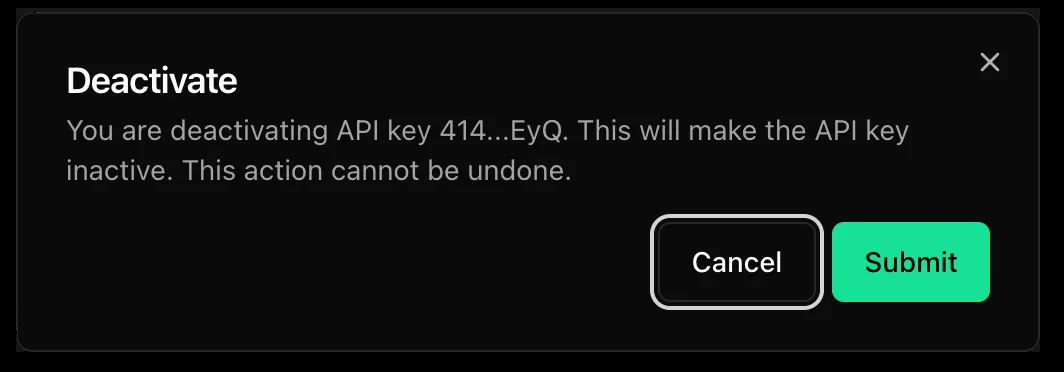 Deactivate
You are deactivating API key 414...EyQ. This will make the API key
inactive. This action cannot be undone.
Cancel
Submit